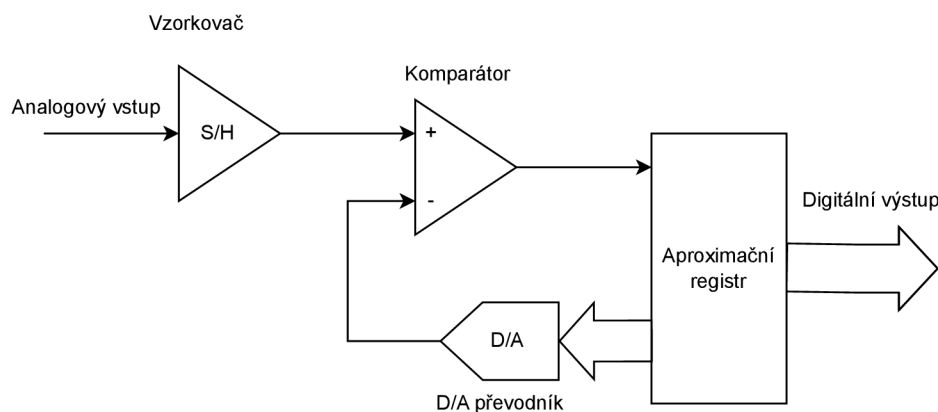 Vzorkovač
Analogový vstup
S/H
Komparátor
+
-
Aproximační
registr
Digitální výstup
D/A
D/A převodník